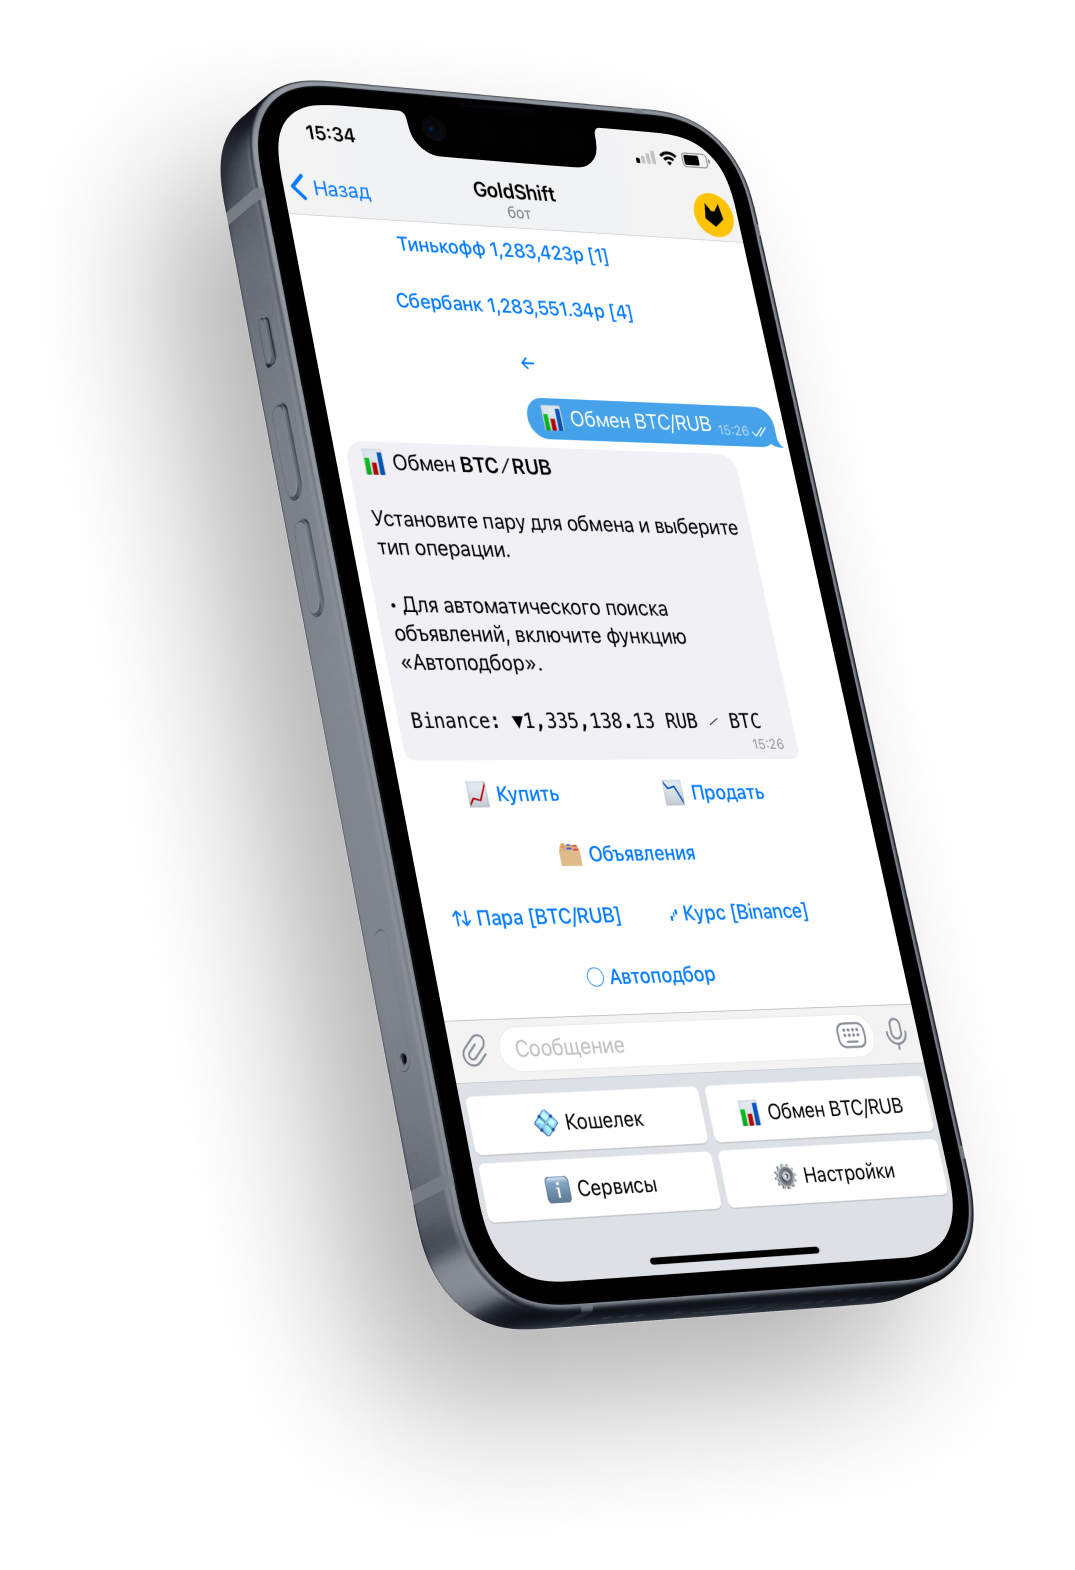 15:34
Назад
GoldShift
бот
Тинькофф 1,283,423р [1]
Сбербанк 1,283,551.34р [4]
←
Обмен BTC/RUB 15:26
Обмен BTC/RUB
Установите пару для обмена и выберите
тип операции.
• Для автоматического поиска
объявлений, включите функцию
«Автоподбор».
Binance: ▼1,335,138.13 RUB ∕ BTC
15:26
Купить
Продать
Объявления
↑↓ Пара [BTC/RUB]
Курс [Binance]
Автоподбор
Сообщение
Кошелек
Обмен BTC/RUB
Сервисы
Настройки